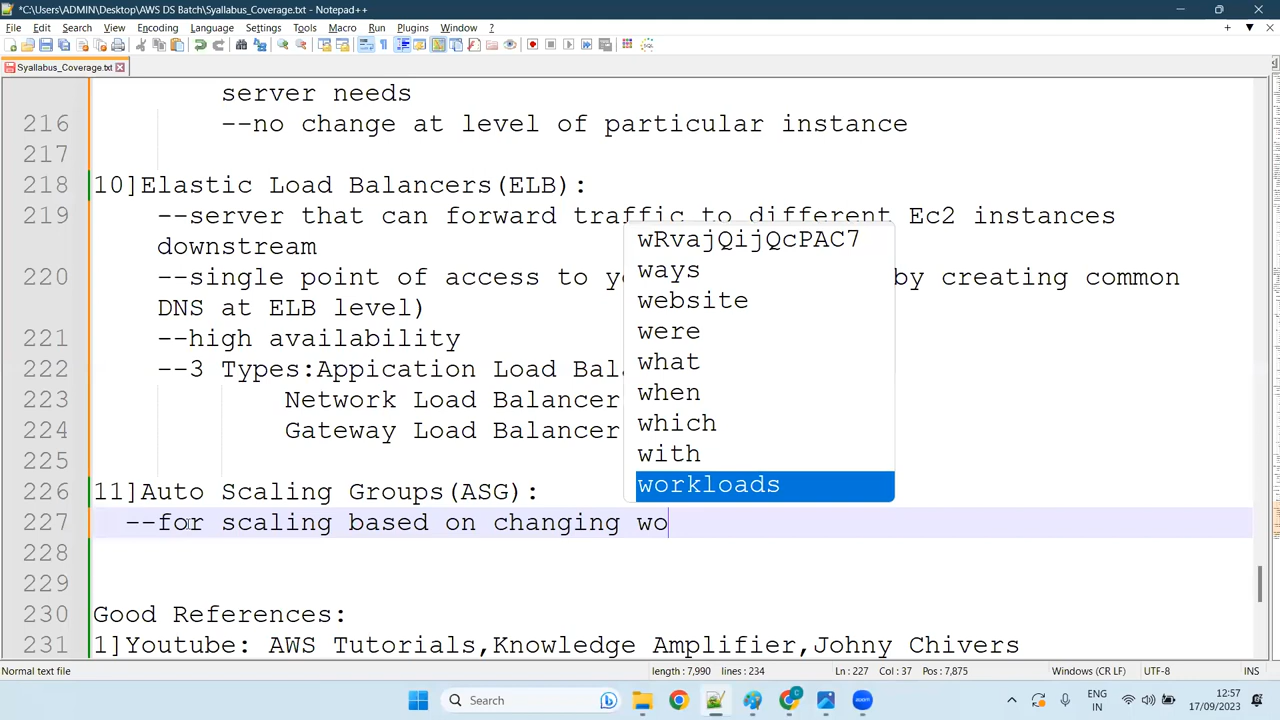 *C:\Users\ADMIN\Desktop\AWS DS Batch\Syallabus_Coverage.txt - Notepad++
File Edit Search View Encoding Language Settings Tools Macro Run Plugins Window ?
Syallabus_Coverage.txt
server needs
216 --no change at level of particular instance
217
218 10]Elastic Load Balancers(ELB):
219 --server that can forward traffic to different Ec2 instances
downstream
220 --single point of access to yo by creating common
DNS at ELB level)
221 --high availability
222 --3 Types:Appication Load Bal
223 Network Load Balancer
224 Gateway Load Balancer
225
226 11]Auto Scaling Groups(ASG):
227 --for scaling based on changing wo
228
229
230 Good References:
231 1]Youtube: AWS Tutorials,Knowledge Amplifier,Johny Chivers
wRvajQijQcPAC7
ways
website
were
what
when
which
with
workloads
Normal text file length : 7,990 lines : 234 Ln : 227 Col : 37 Pos : 7,875 Windows (CR LF) UTF-8 INS
Search
ENG
IN
12:57
17/09/2023